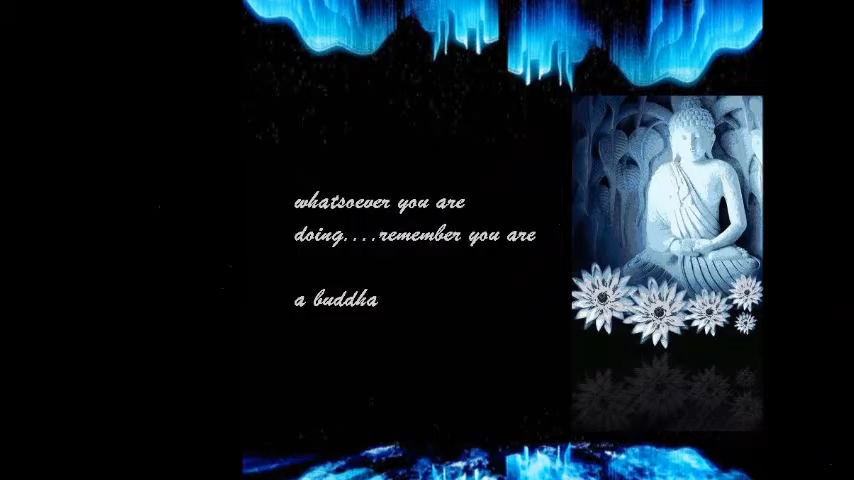 whatsoever you are
doing....remember you are
a buddha